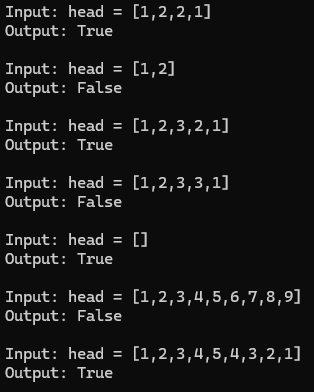 Input: head = [1,2,2,1]
Output: True

Input: head = [1,2]
Output: False

Input: head = [1,2,3,2,1]
Output: True

Input: head = [1,2,3,3,1]
Output: False

Input: head = []
Output: True

Input: head = [1,2,3,4,5,6,7,8,9]
Output: False

Input: head = [1,2,3,4,5,4,3,2,1]
Output: True